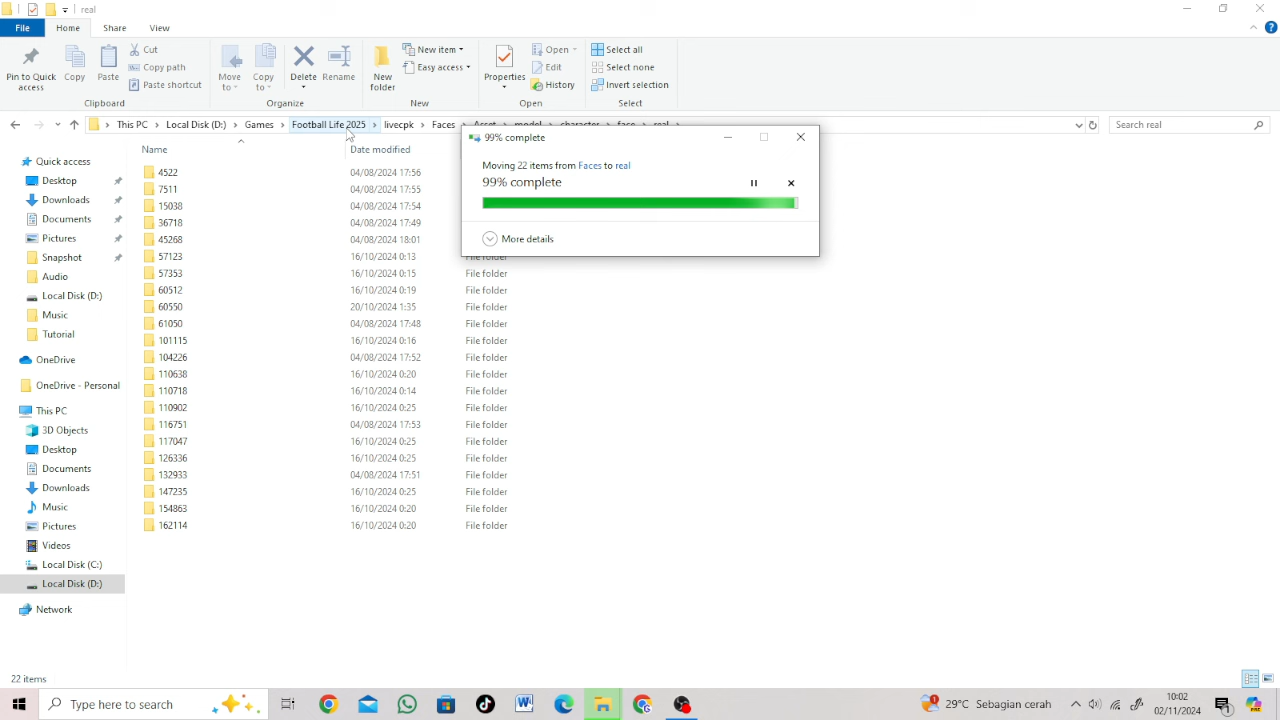 real
File Home Share View
Pin to Quick access
Copy
Paste
Cut
Copy path
Paste shortcut
Clipboard
Move to
Copy to
Delete
Rename
Organize
New folder
New item
Easy access
New
Properties
Open
Edit
History
Open
Select all
Select none
Invert selection
Select
This PC > Local Disk (D:) > Games > Football Life 2025 > livecpk > Faces > Asset > model > character > face > real >
Search real
Name Date modified
Quick access
Desktop
Downloads
Documents
Pictures
Snapshot
Audio
Local Disk (D:)
Music
Tutorial
OneDrive
OneDrive - Personal
This PC
3D Objects
Desktop
Documents
Downloads
Music
Pictures
Videos
Local Disk (C:)
Local Disk (D:)
Network
4522 04/08/2024 17:56
7511 04/08/2024 17:55
15038 04/08/2024 17:54
36718 04/08/2024 17:49
45268 04/08/2024 18:01
57123 16/10/2024 0:13 File folder
57353 16/10/2024 0:15 File folder
60512 16/10/2024 0:19 File folder
60550 20/10/2024 1:35 File folder
61050 04/08/2024 17:48 File folder
101115 16/10/2024 0:16 File folder
104226 04/08/2024 17:52 File folder
110638 16/10/2024 0:20 File folder
110718 16/10/2024 0:14 File folder
110902 16/10/2024 0:25 File folder
116751 04/08/2024 17:53 File folder
117047 16/10/2024 0:25 File folder
126336 16/10/2024 0:25 File folder
132933 04/08/2024 17:51 File folder
147235 16/10/2024 0:25 File folder
154863 16/10/2024 0:20 File folder
162114 16/10/2024 0:20 File folder
99% complete
Moving 22 items from Faces to real
99% complete
More details
22 items
Type here to search
29°C Sebagian cerah
10:02
02/11/2024